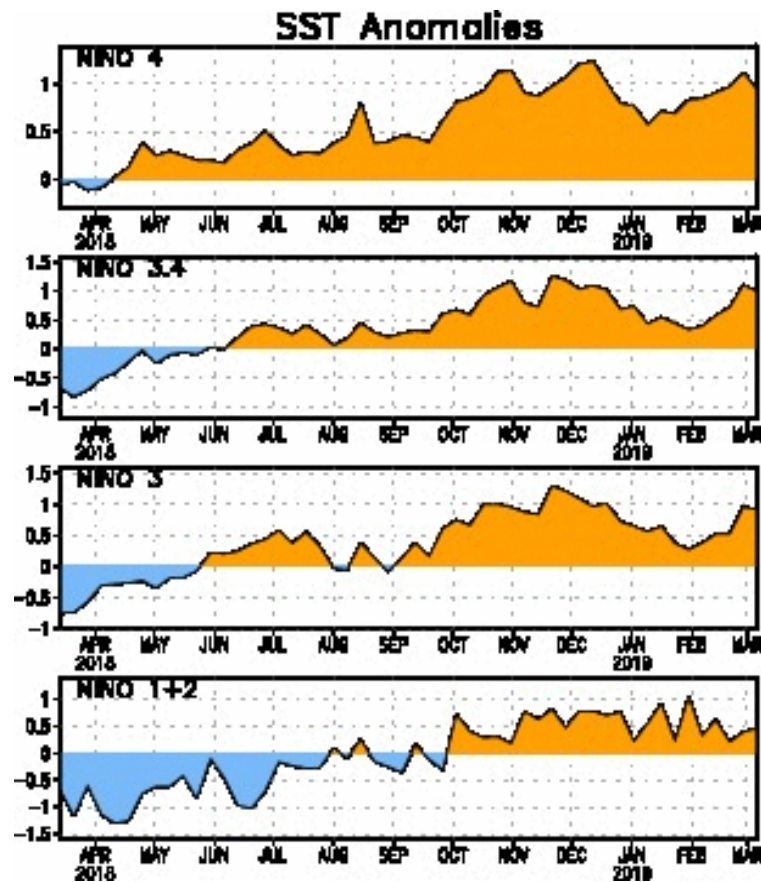 SST Anomalies
NINO 4
1
0.5
0
APR MAY JUN JUL AUG SEP OCT NOV DEC JAN FEB MAR
2018 2019
NINO 3.4
1.5
1
0.5
0
-0.5
-1
APR MAY JUN JUL AUG SEP OCT NOV DEC JAN FEB MAR
2018 2019
NINO 3
1.5
1
0.5
0
-0.5
-1
APR MAY JUN JUL AUG SEP OCT NOV DEC JAN FEB MAR
2018 2019
NINO 1+2
1
0.5
0
-0.5
-1
-1.5
APR MAY JUN JUL AUG SEP OCT NOV DEC JAN FEB MAR
2018 2019